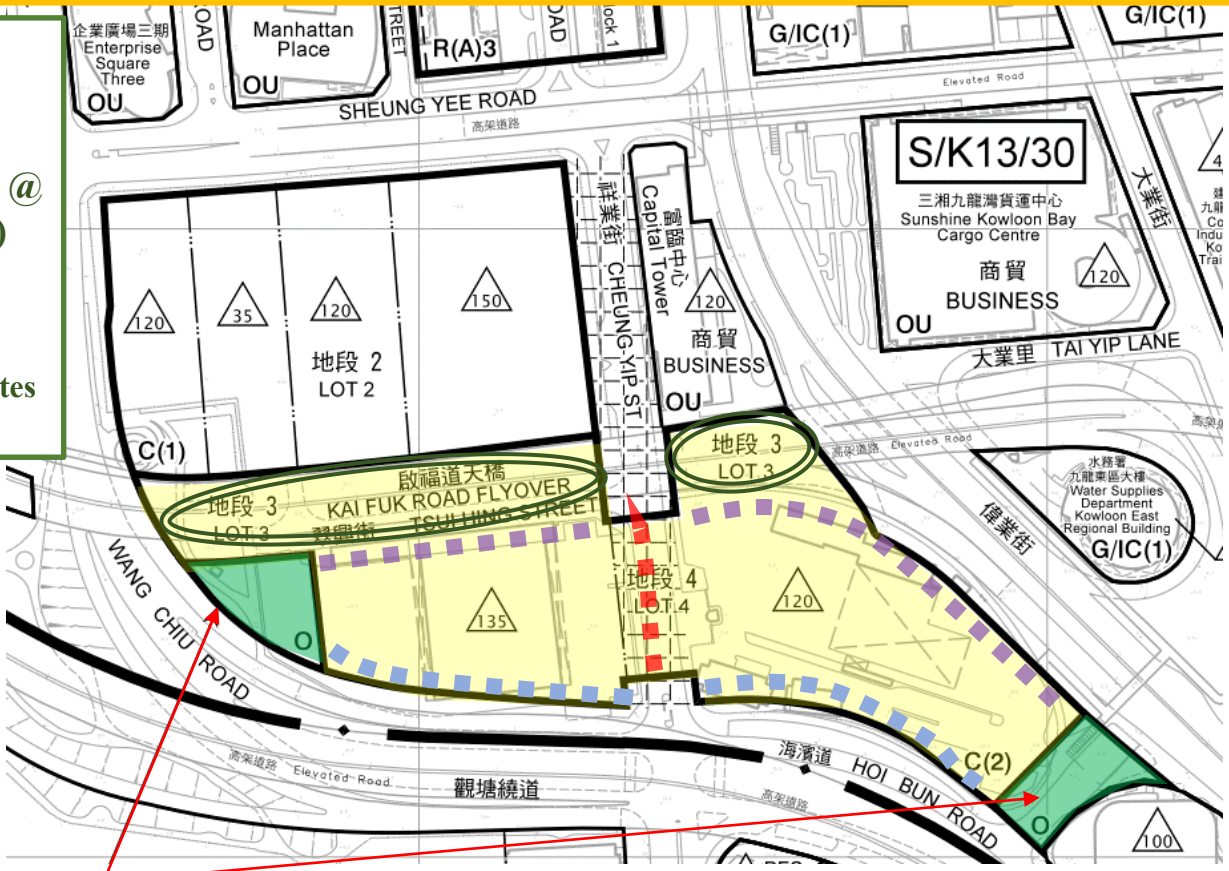 企業廣場三期
Enterprise
Square
Three
OU
ROAD
Manhattan
Place
OU
STREET
R(A)3
ROAD
lock 1
G/IC(1)
G/IC(1)
Elevated Road
SHEUNG YEE ROAD
高架道路
@
)
tes
S/K13/30
三湘九龍灣貨運中心
Sunshine Kowloon Bay
Cargo Centre
商貿
BUSINESS
OU
120
大業街
大業里 TAI YIP LANE
祥業街 CHEUNG YIP ST
富臨中心
Capital Tower
120
商貿
BUSINESS
OU
120
35
120
150
地段 2
LOT 2
C(1)
地段 3
LOT 3
啟福道天橋
KAI FUK ROAD FLYOVER
翠興街 TSUI HING STREET
地段 3
LOT 3
高架道路 Elevated Road
水務署
九龍東區大樓
Water Supplies
Department
Kowloon East
Regional Building
G/IC(1)
偉業街
地段 4
LOT 4
135
120
O
WANG CHIU ROAD
C(2)
海濱道 HOI BUN ROAD
高架道路 Elevated Road
觀塘繞道
高架道路
O
100